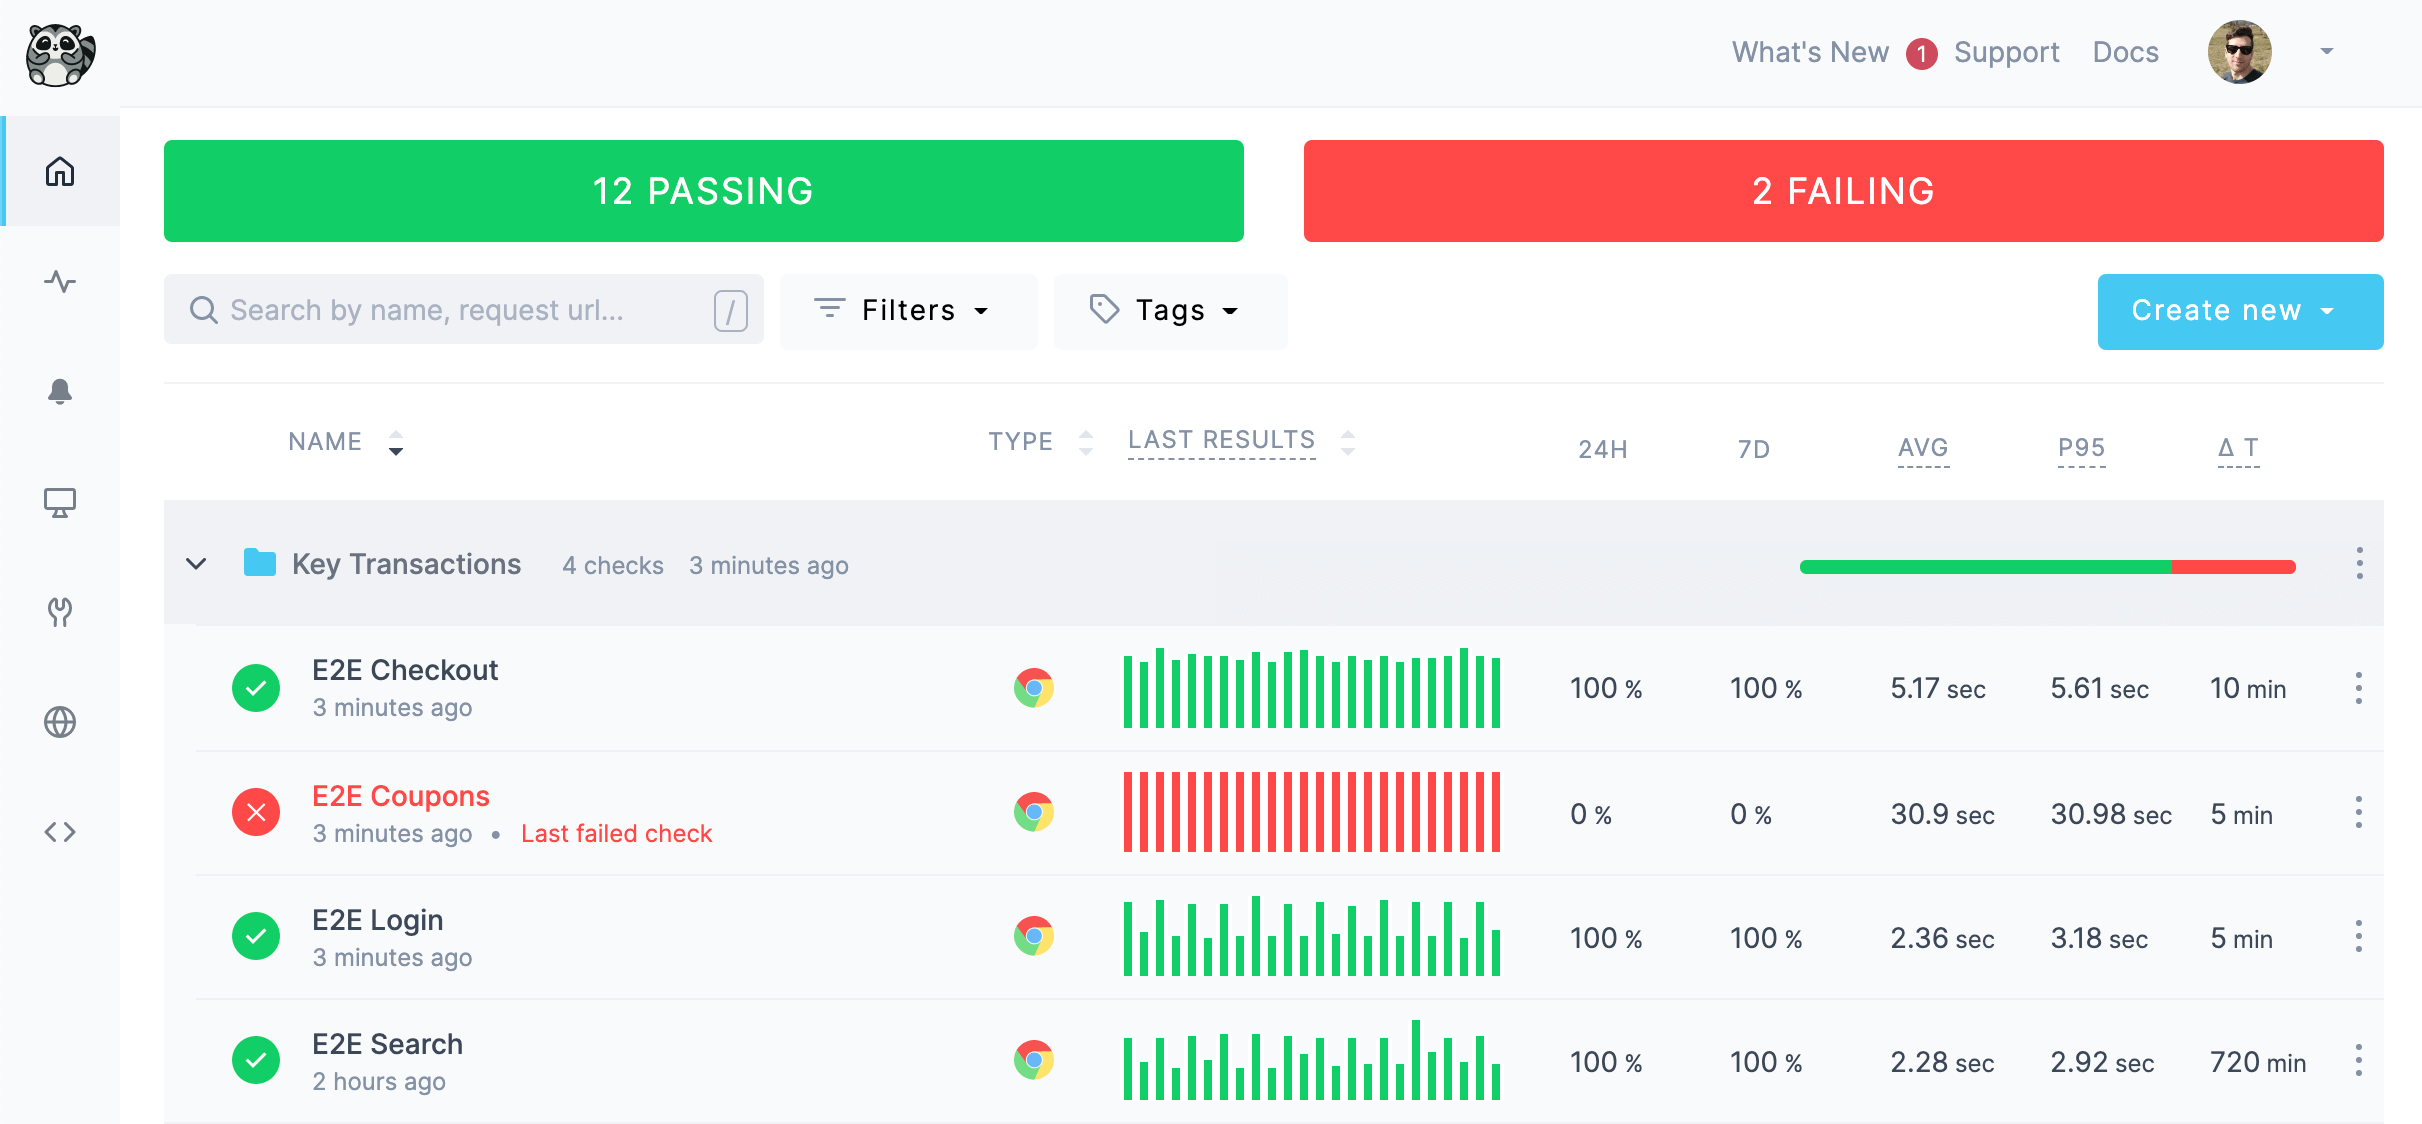 What's New 1 Support Docs
12 PASSING
2 FAILING
Search by name, request url... /
Filters
Tags
Create new
NAME TYPE LAST RESULTS 24H 7D AVG P95 Δ T
Key Transactions 4 checks 3 minutes ago
E2E Checkout
3 minutes ago
100 % 100 % 5.17 sec 5.61 sec 10 min
E2E Coupons
3 minutes ago • Last failed check
0 % 0 % 30.9 sec 30.98 sec 5 min
E2E Login
3 minutes ago
100 % 100 % 2.36 sec 3.18 sec 5 min
E2E Search
2 hours ago
100 % 100 % 2.28 sec 2.92 sec 720 min